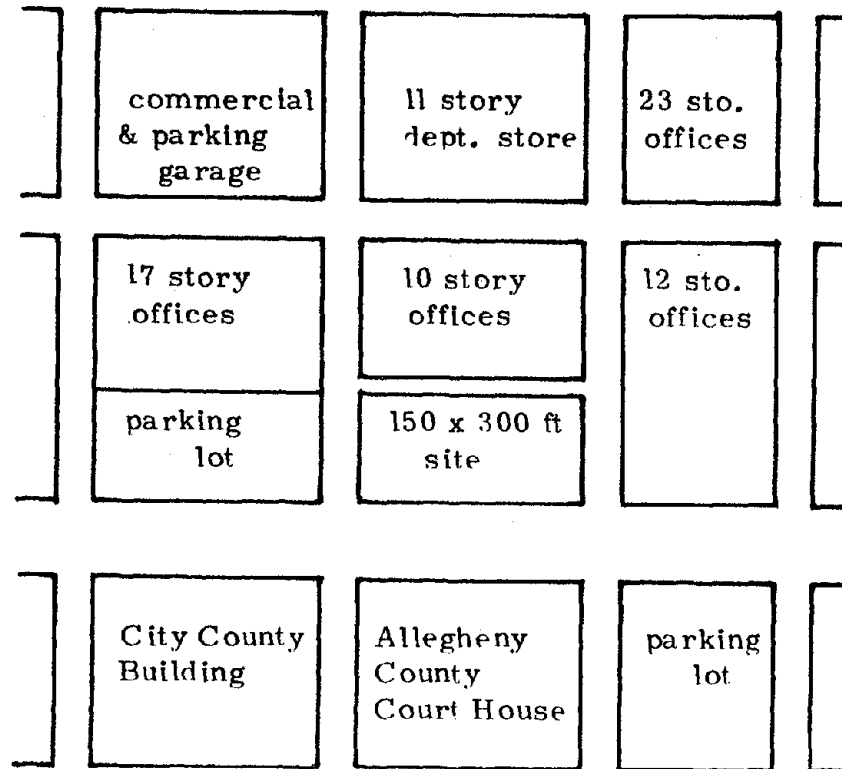 commercial
& parking
garage
11 story
dept. store
23 sto.
offices
17 story
offices
10 story
offices
12 sto.
offices
parking
lot
150 x 300 ft
site
City County
Building
Allegheny
County
Court House
parking
lot